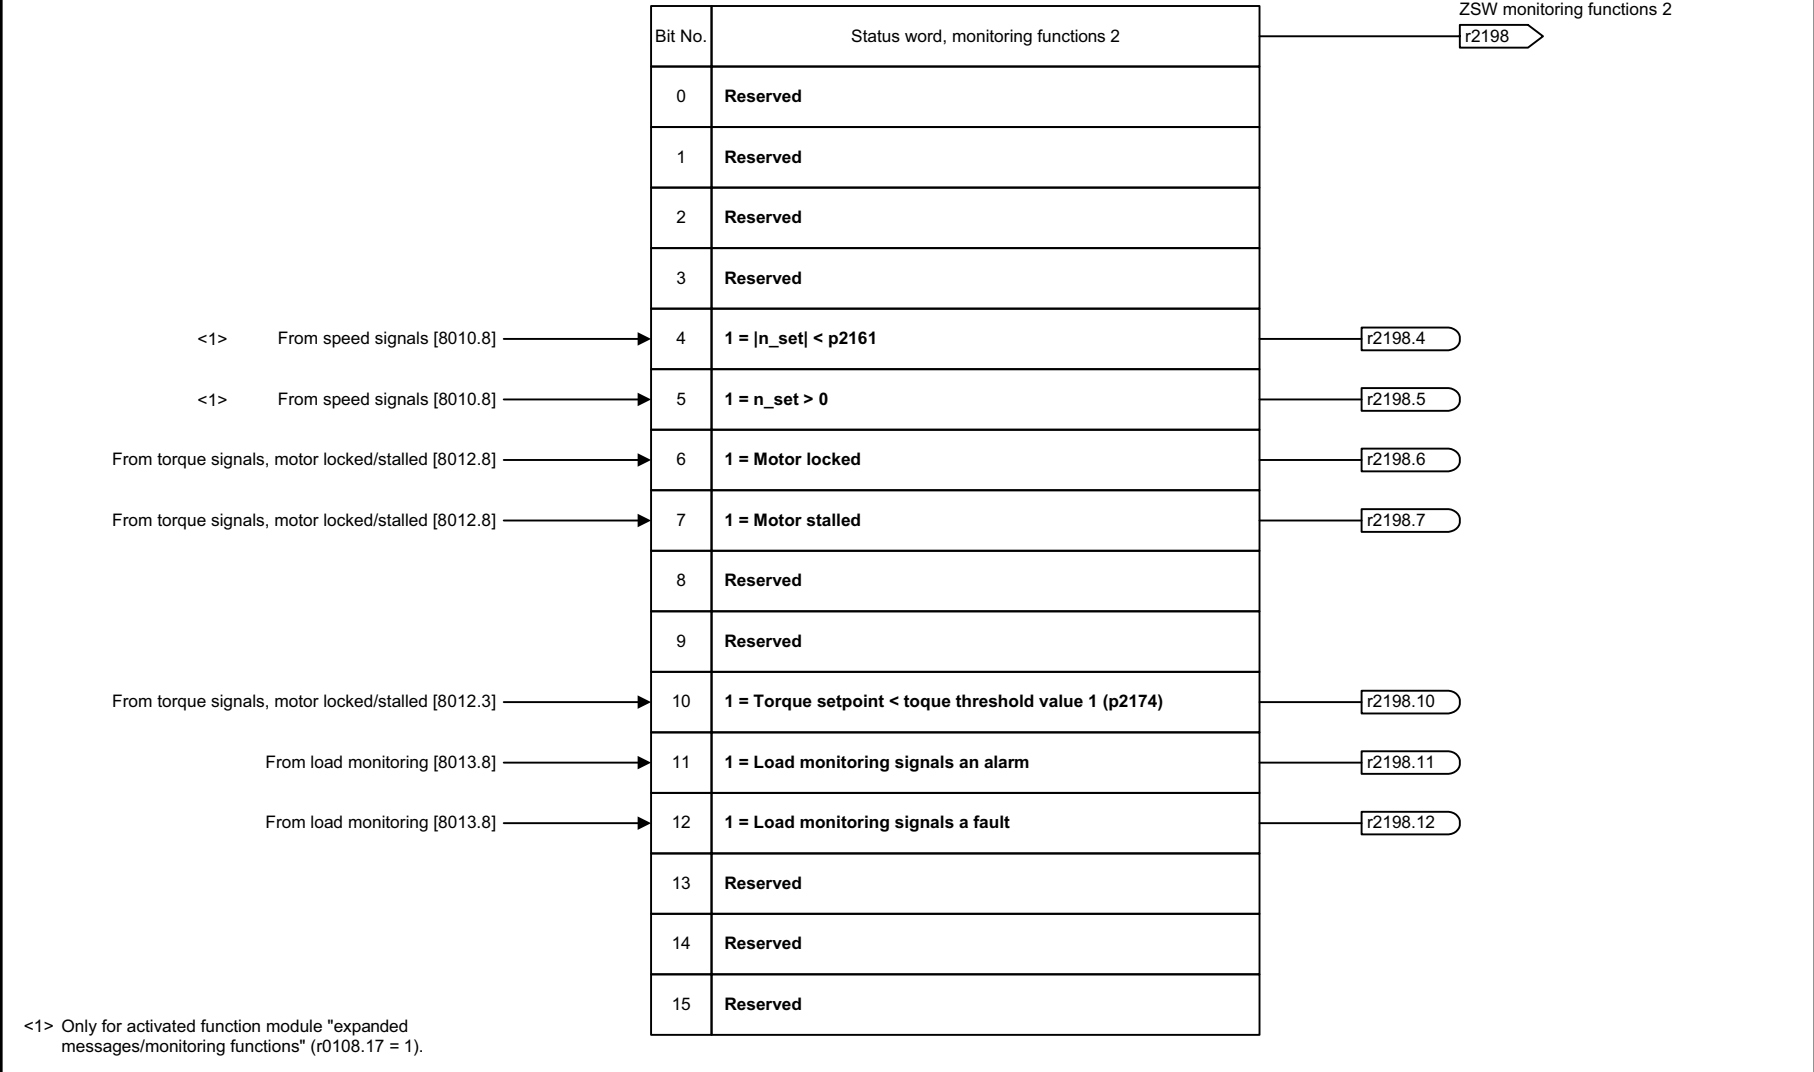 ZSW monitoring functions 2
Bit No. Status word, monitoring functions 2 r2198
0 Reserved
1 Reserved
2 Reserved
3 Reserved
<1> From speed signals [8010.8] 4 1 = |n_set| < p2161 r2198.4
<1> From speed signals [8010.8] 5 1 = n_set > 0 r2198.5
From torque signals, motor locked/stalled [8012.8] 6 1 = Motor locked r2198.6
From torque signals, motor locked/stalled [8012.8] 7 1 = Motor stalled r2198.7
8 Reserved
9 Reserved
From torque signals, motor locked/stalled [8012.3] 10 1 = Torque setpoint < toque threshold value 1 (p2174) r2198.10
From load monitoring [8013.8] 11 1 = Load monitoring signals an alarm r2198.11
From load monitoring [8013.8] 12 1 = Load monitoring signals a fault r2198.12
13 Reserved
14 Reserved
15 Reserved
<1> Only for activated function module "expanded
messages/monitoring functions" (r0108.17 = 1).